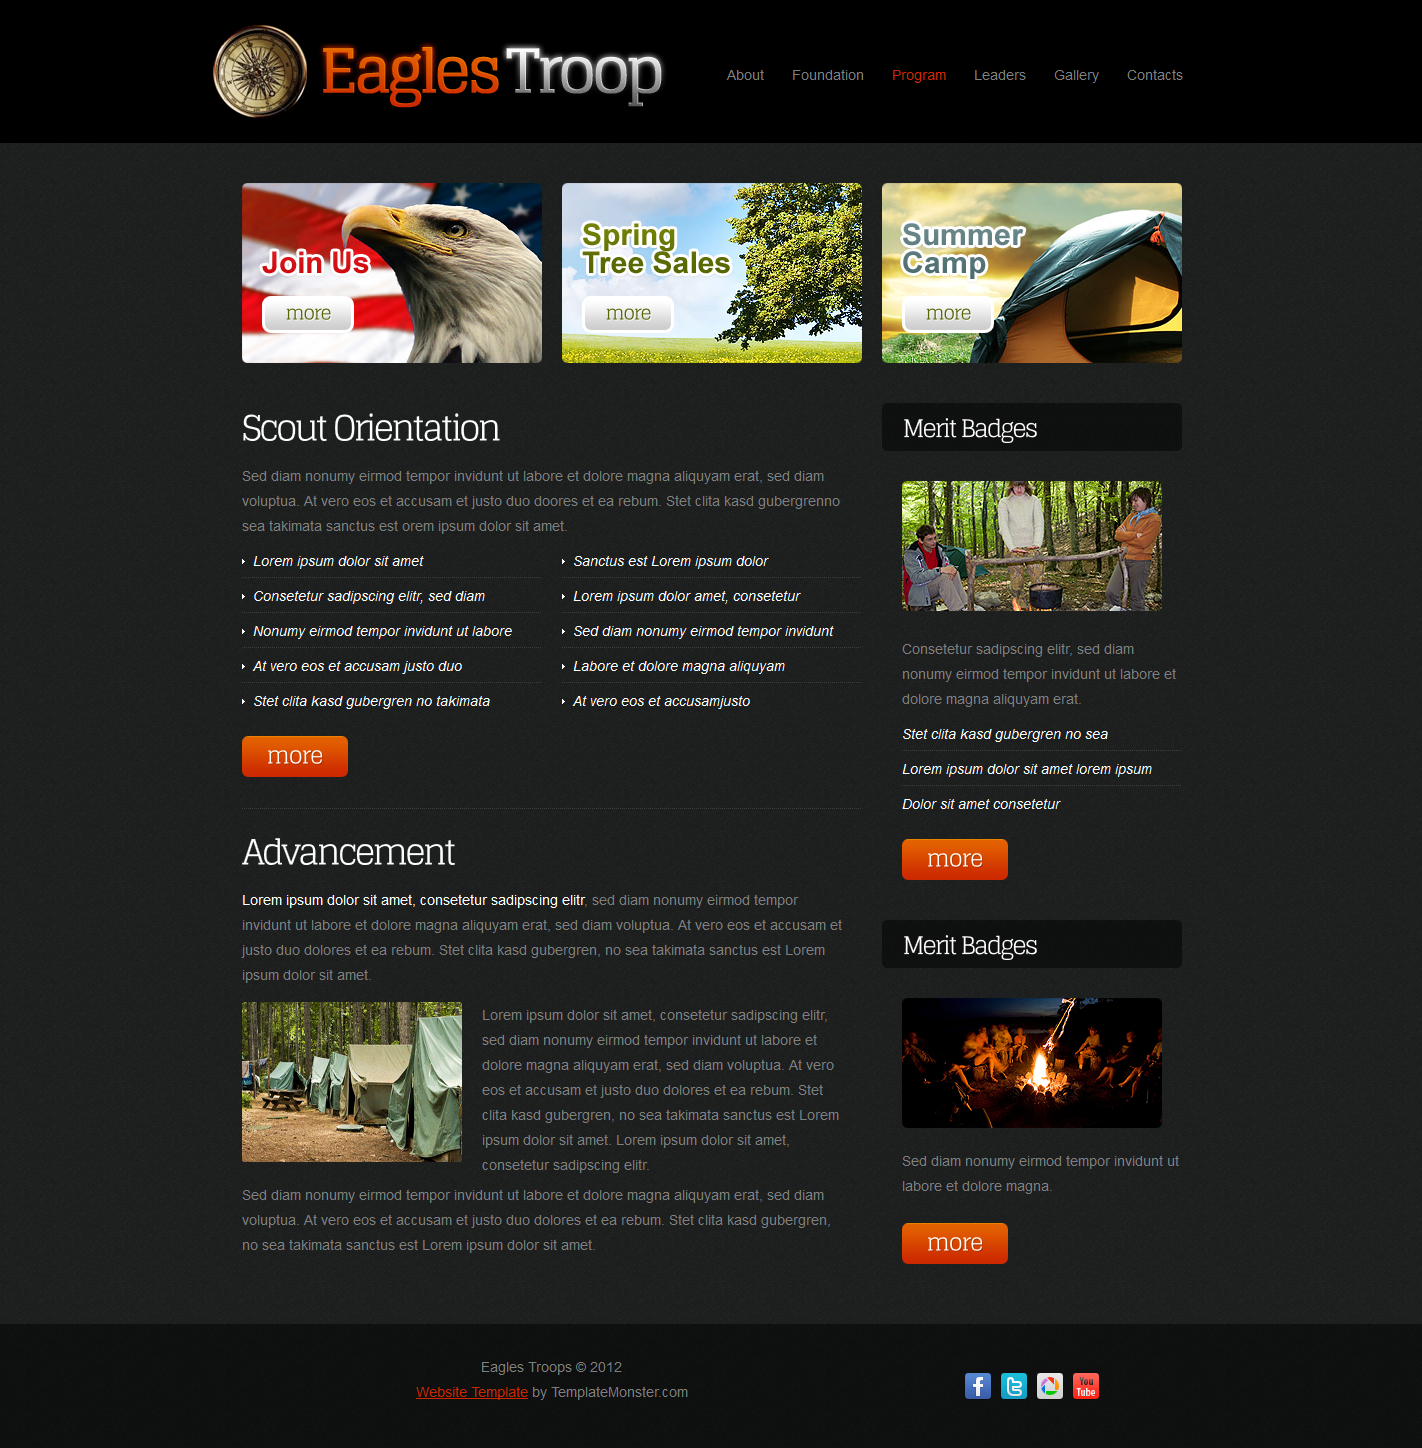 Eagles Troop
About Foundation Program Leaders Gallery Contacts
Join Us
more
Spring
Tree Sales
more
Summer
Camp
more
Scout Orientation
Sed diam nonumy eirmod tempor invidunt ut labore et dolore magna aliquyam erat, sed diam
voluptua. At vero eos et accusam et justo duo doores et ea rebum. Stet clita kasd gubergrenno
sea takimata sanctus est orem ipsum dolor sit amet.
Lorem ipsum dolor sit amet
Consetetur sadipscing elitr, sed diam
Nonumy eirmod tempor invidunt ut labore
At vero eos et accusam justo duo
Stet clita kasd gubergren no takimata
Sanctus est Lorem ipsum dolor
Lorem ipsum dolor amet, consetetur
Sed diam nonumy eirmod tempor invidunt
Labore et dolore magna aliquyam
At vero eos et accusamjusto
more
Advancement
Lorem ipsum dolor sit amet, consetetur sadipscing elitr, sed diam nonumy eirmod tempor
invidunt ut labore et dolore magna aliquyam erat, sed diam voluptua. At vero eos et accusam et
justo duo dolores et ea rebum. Stet clita kasd gubergren, no sea takimata sanctus est Lorem
ipsum dolor sit amet.
Lorem ipsum dolor sit amet, consetetur sadipscing elitr,
sed diam nonumy eirmod tempor invidunt ut labore et
dolore magna aliquyam erat, sed diam voluptua. At vero
eos et accusam et justo duo dolores et ea rebum. Stet
clita kasd gubergren, no sea takimata sanctus est Lorem
ipsum dolor sit amet. Lorem ipsum dolor sit amet,
consetetur sadipscing elitr.
Sed diam nonumy eirmod tempor invidunt ut labore et dolore magna aliquyam erat, sed diam
voluptua. At vero eos et accusam et justo duo dolores et ea rebum. Stet clita kasd gubergren,
no sea takimata sanctus est Lorem ipsum dolor sit amet.
Merit Badges
Consetetur sadipscing elitr, sed diam
nonumy eirmod tempor invidunt ut labore et
dolore magna aliquyam erat.
Stet clita kasd gubergren no sea
Lorem ipsum dolor sit amet lorem ipsum
Dolor sit amet consetetur
more
Merit Badges
Sed diam nonumy eirmod tempor invidunt ut
labore et dolore magna.
more
Eagles Troops © 2012
Website Template by TemplateMonster.com
You
Tube